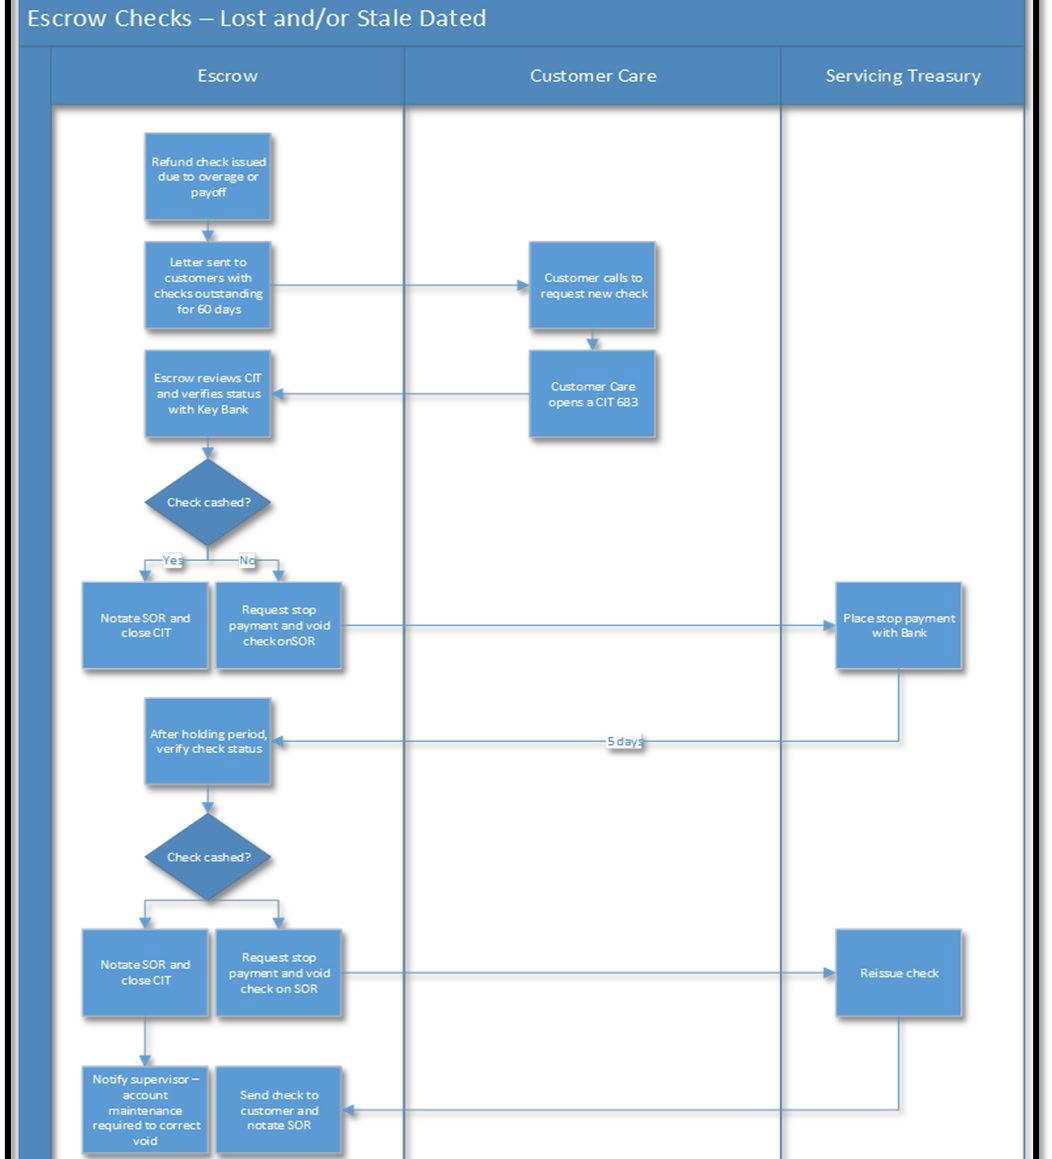 Escrow Checks – Lost and/or Stale Dated
Escrow
Customer Care
Servicing Treasury
Refund check issued
due to overage or
payoff
Letter sent to
customers with
checks outstanding
for 60 days
Customer calls to
request new check
Escrow reviews CIT
and verifies status
with Key Bank
Customer Care
opens a CIT 683
Check cashed?
Yes
No
Notate SOR and
close CIT
Request stop
payment and void
check onSOR
Place stop payment
with Bank
After holding period,
verify check status
5 days
Check cashed?
Notate SOR and
close CIT
Request stop
payment and void
check on SOR
Reissue check
Notify supervisor –
account
maintenance
required to correct
void
Send check to
customer and
notate SOR